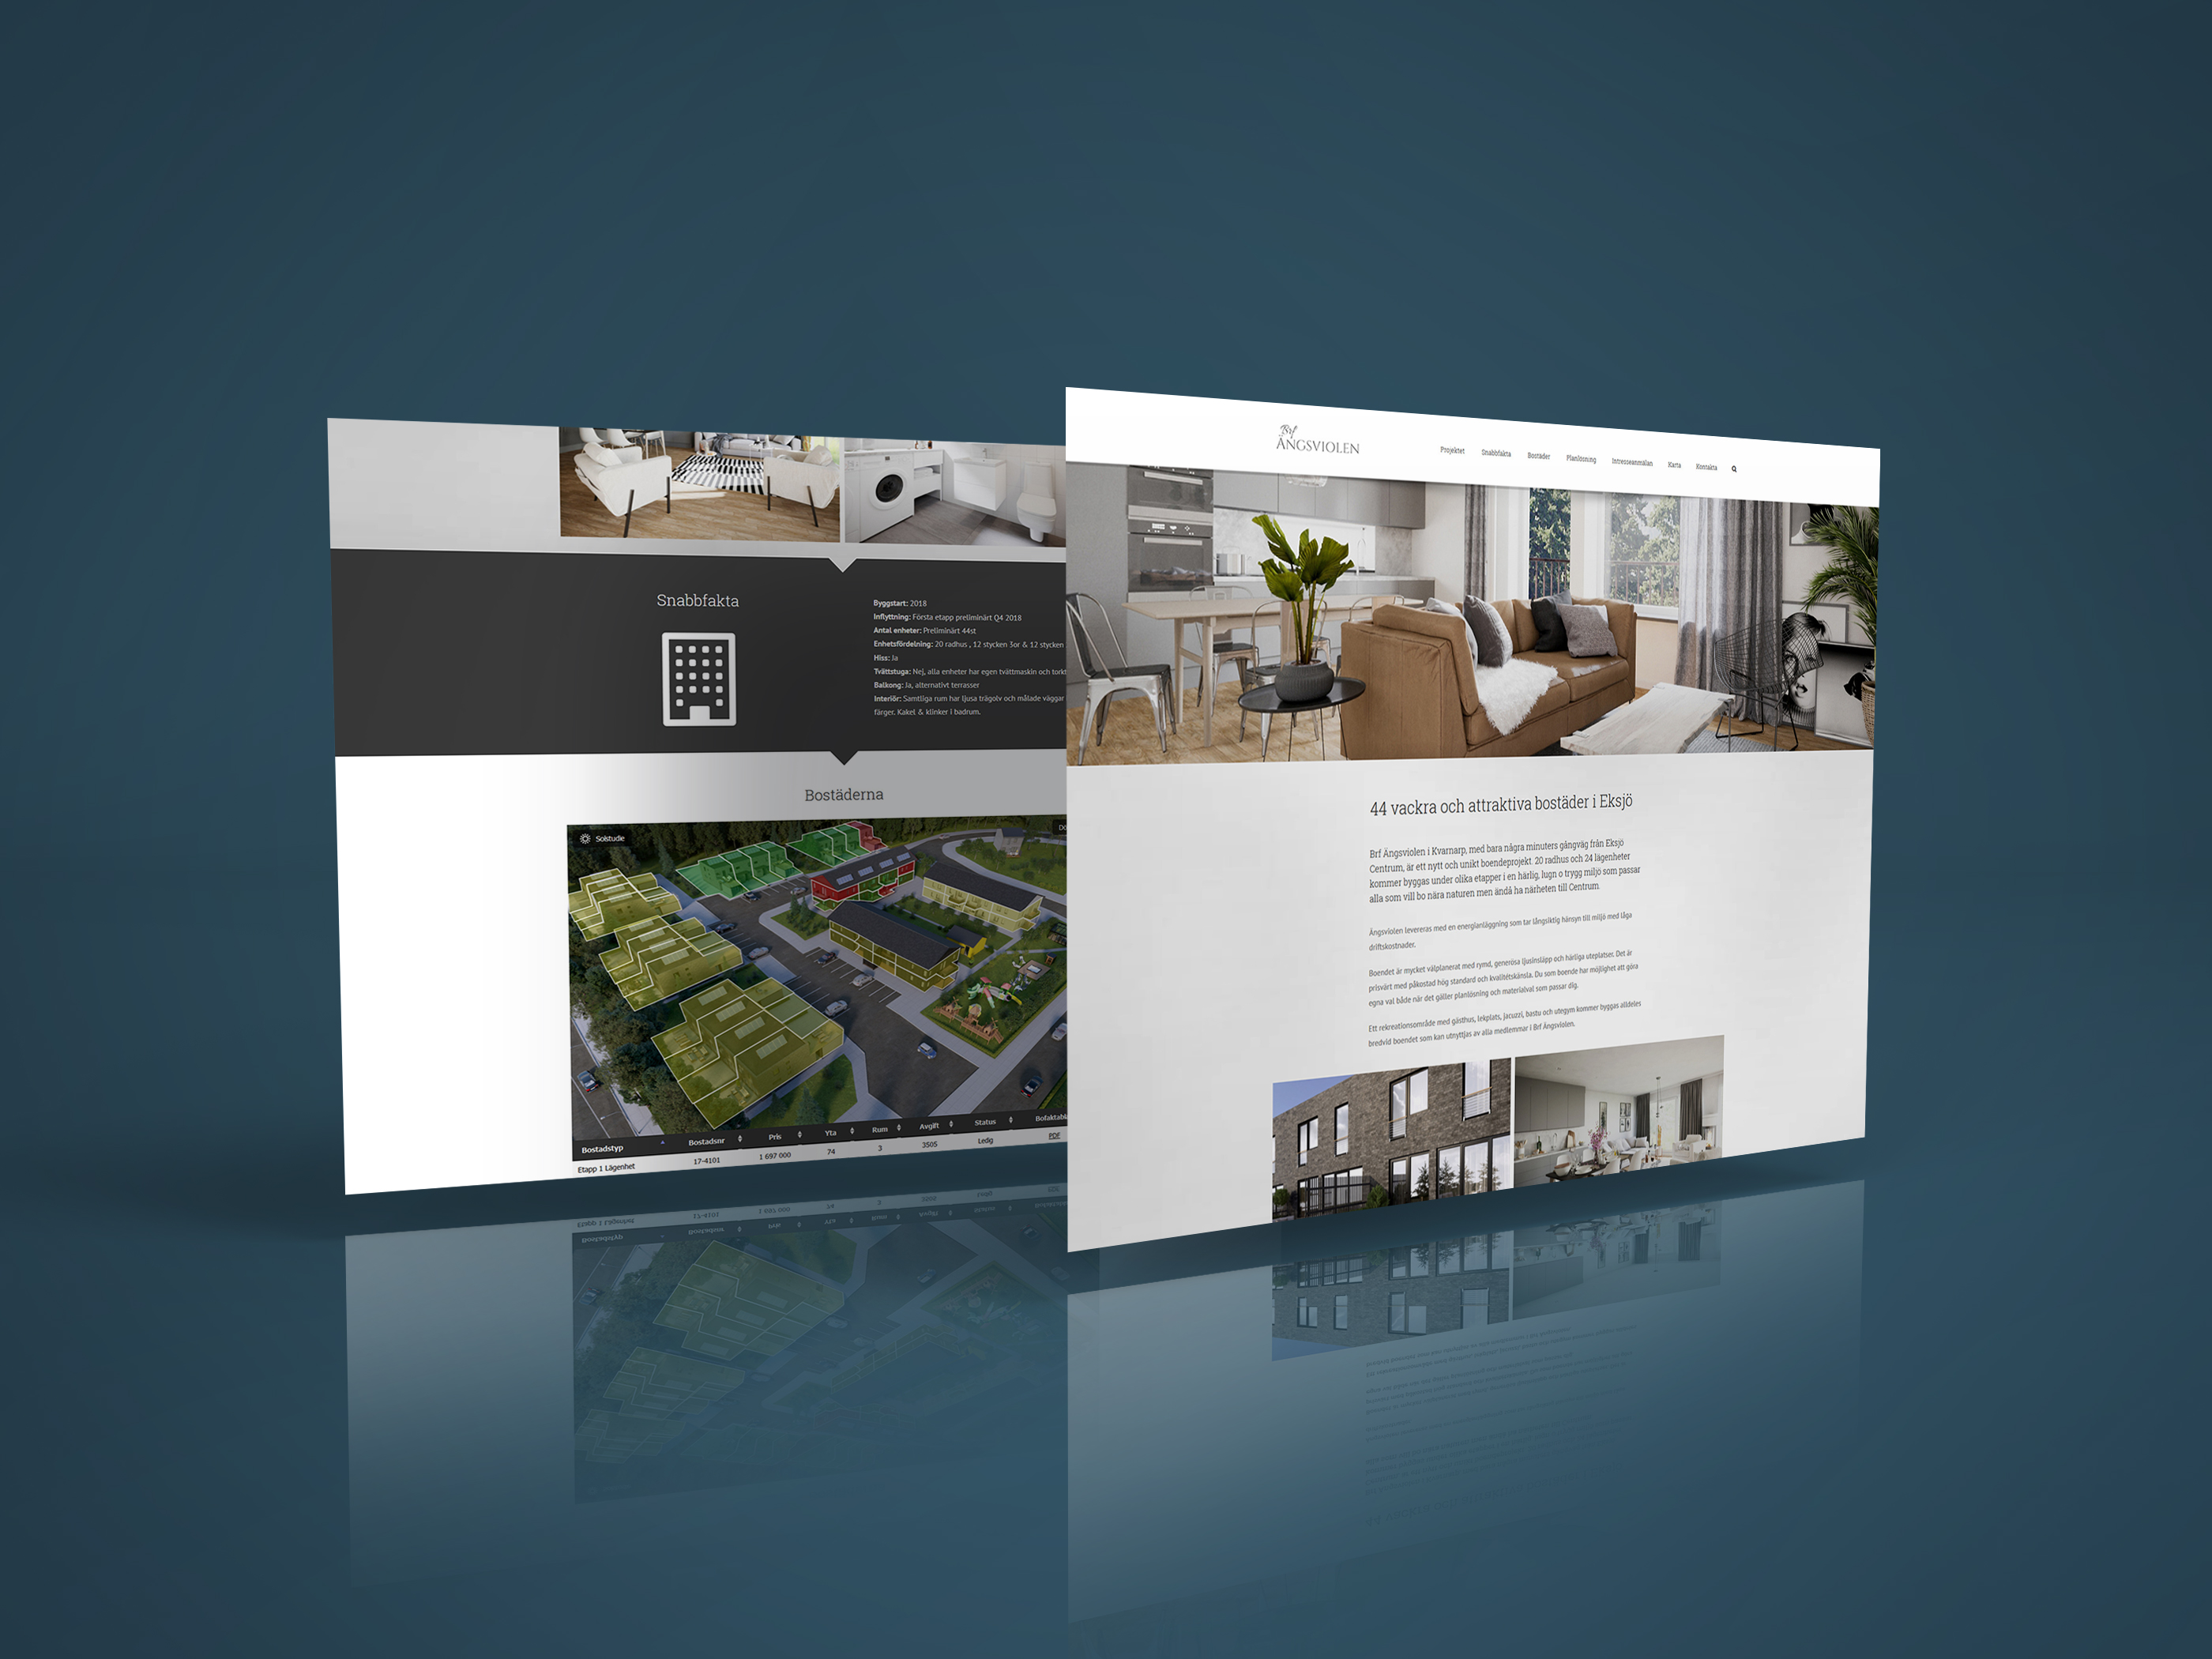 Snabbfakta
Byggstart: 2018
Inflyttning: Första etapp preliminärt Q4 2018
Antal enheter: Preliminärt 44st
Enhetsfördelning: 20 radhus , 12 stycken 3or & 12 stycken
Hiss: Ja
Tvättstuga: Nej, alla enheter har egen tvättmaskin och torkt
Balkong: Ja, alternativt terrasser
Interiör: Samtliga rum har ljusa trägolv och målade väggar
färger. Kakel & klinker i badrum.
Bostäderna
Solstudie
Bostadstyp Bostadsnr Pris Yta Rum Avgift Status Bofaktabla
Etapp 1 Lägenhet 17-4101 1 697 000 74 3 3505 Ledig PDF
Brf
ÄNGSVIOLEN
Projektet Snabbfakta Bostäder Planlösning Intresseanmälan Karta Kontakta
44 vackra och attraktiva bostäder i Eksjö
Brf Ängsviolen i Kvarnarp, med bara några minuters gångväg från Eksjö
Centrum, är ett nytt och unikt boendeprojekt. 20 radhus och 24 lägenheter
kommer byggas under olika etapper i en härlig, lugn o trygg miljö som passar
alla som vill bo nära naturen men ändå ha närheten till Centrum.
Ängsviolen levereras med en energianläggning som tar långsiktig hänsyn till miljö med låga
driftskostnader.
Boendet är mycket välplanerat med rymd, generösa ljusinsläpp och härliga uteplatser. Det är
prisvärt med påkostad hög standard och kvalitétskänsla. Du som boende har möjlighet att göra
egna val både när det gäller planlösning och materialval som passar dig.
Ett rekreationsområde med gästhus, lekplats, jacuzzi, bastu och utegym kommer byggas alldeles
bredvid boendet som kan utnyttjas av alla medlemmar i Brf Ängsviolen.